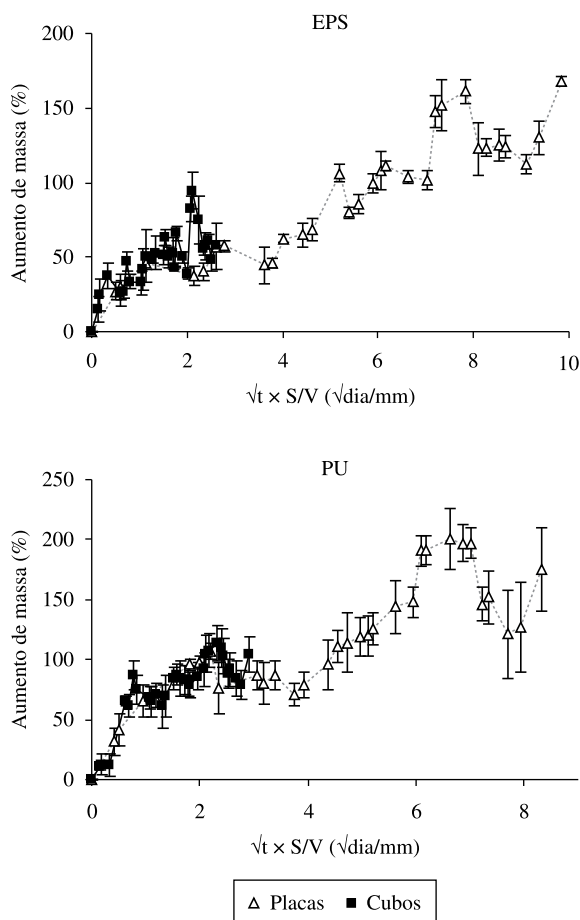 EPS
Aumento de massa (%)
200
150
100
50
0
0 2 4 6 8 10
√t × S/V (√dia/mm)
PU
Aumento de massa (%)
250
200
150
100
50
0
0 2 4 6 8
√t × S/V (√dia/mm)
Placas Cubos